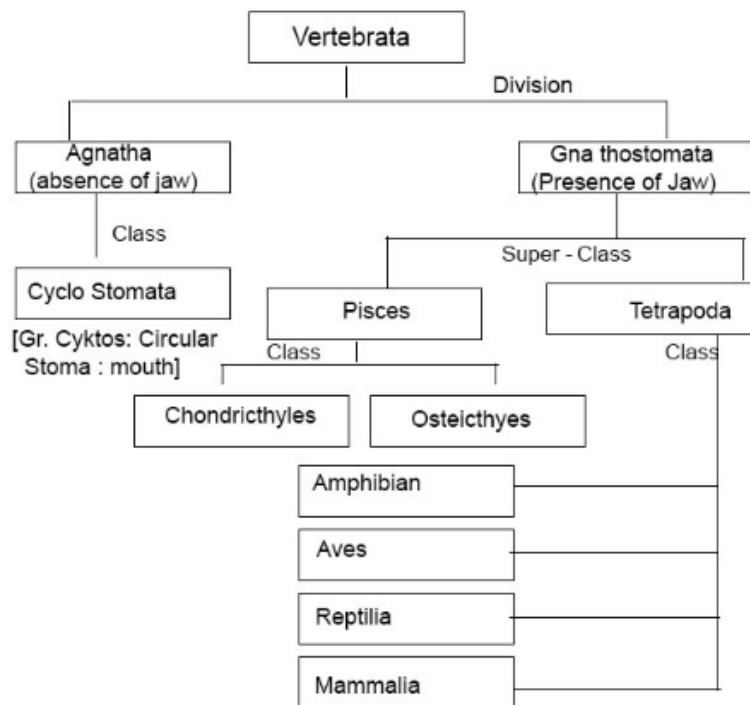 Vertebrata
Division
Agnatha
(absence of jaw)
Gna thostomata
(Presence of Jaw)
Class
Super - Class
Cyclo Stomata
Pisces
Tetrapoda
[Gr. Cyktos: Circular
Stoma : mouth]
Class
Class
Chondricthyles
Osteicthyes
Amphibian
Aves
Reptilia
Mammalia